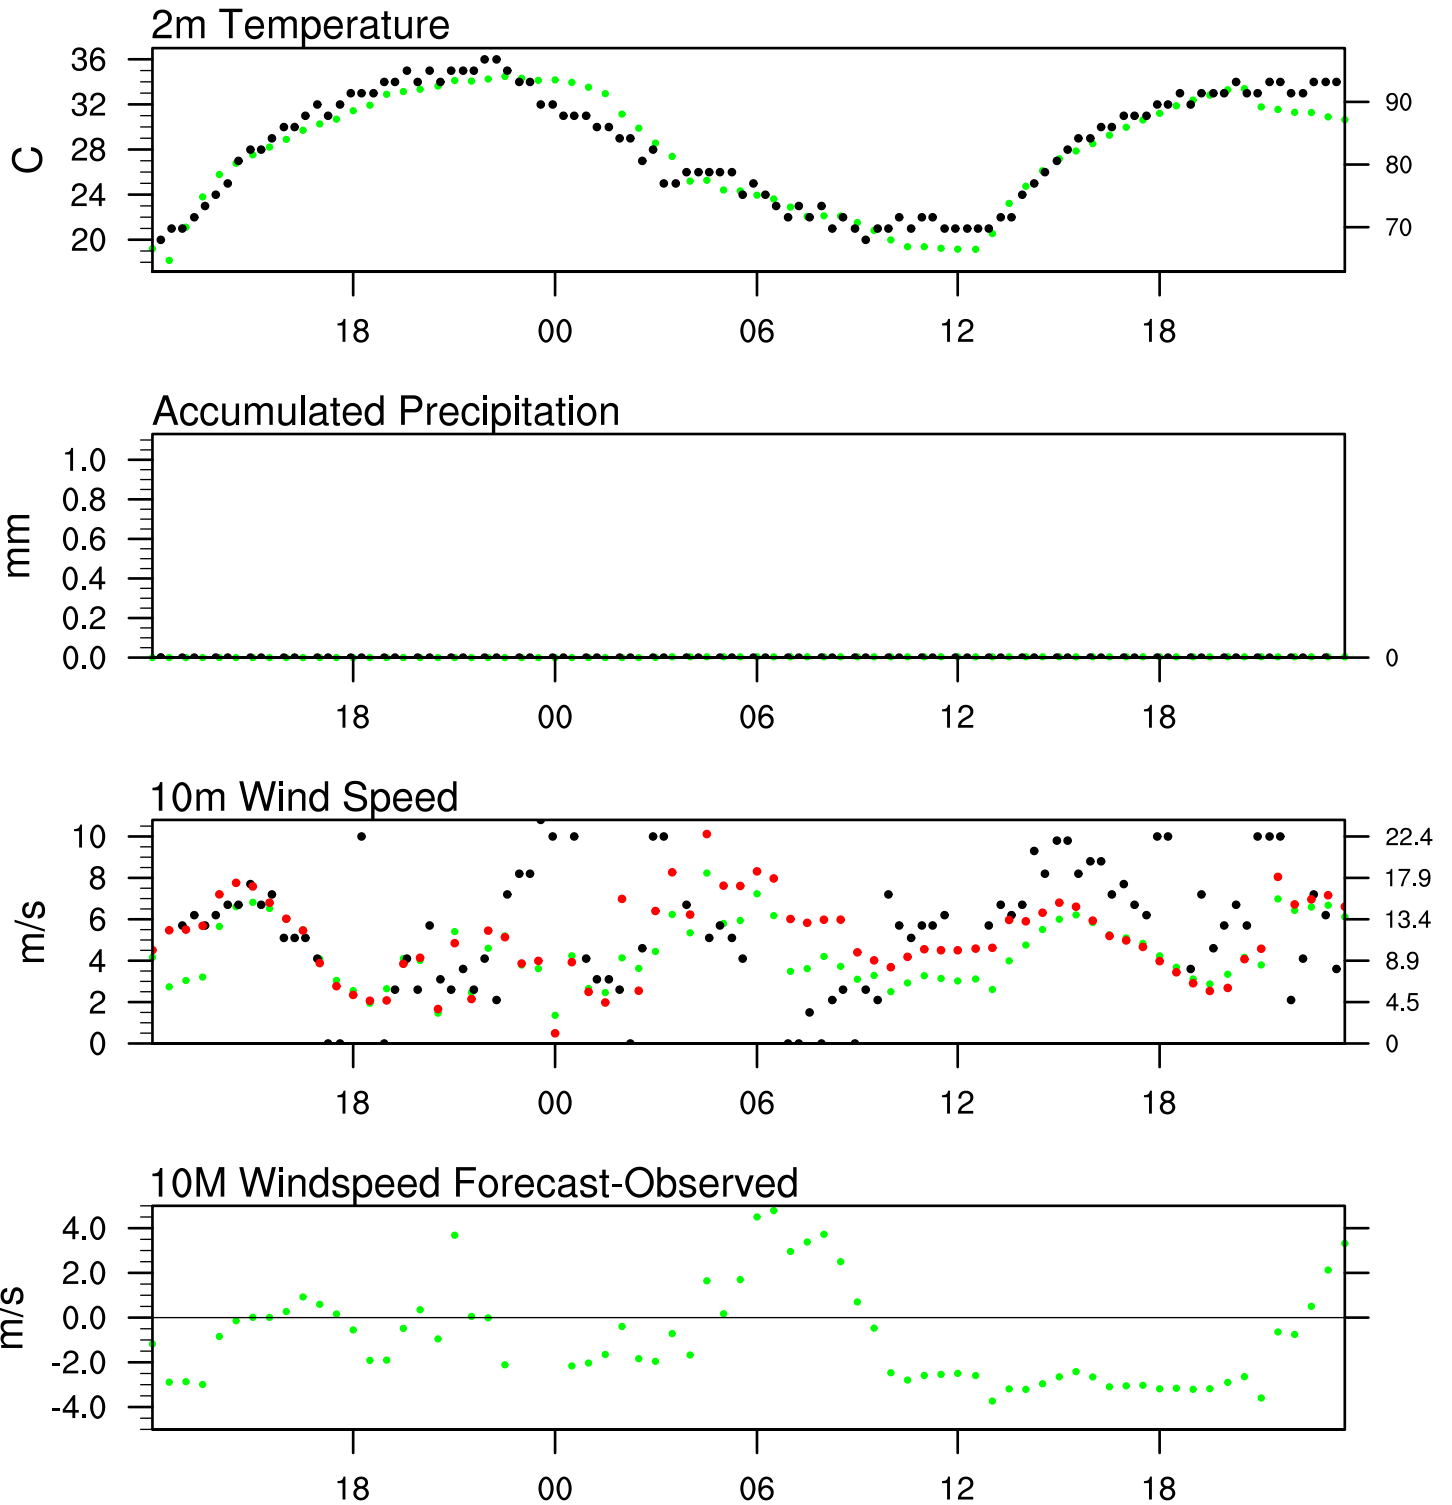 2m Temperature
36
32
28
24
20
C
90
80
70
18 00 06 12 18
Accumulated Precipitation
1.0
0.8
0.6
0.4
0.2
0.0
mm
0
18 00 06 12 18
10m Wind Speed
10
8
6
4
2
0
m/s
22.4
17.9
13.4
8.9
4.5
0
18 00 06 12 18
10M Windspeed Forecast-Observed
4.0
2.0
0.0
-2.0
-4.0
m/s
18 00 06 12 18